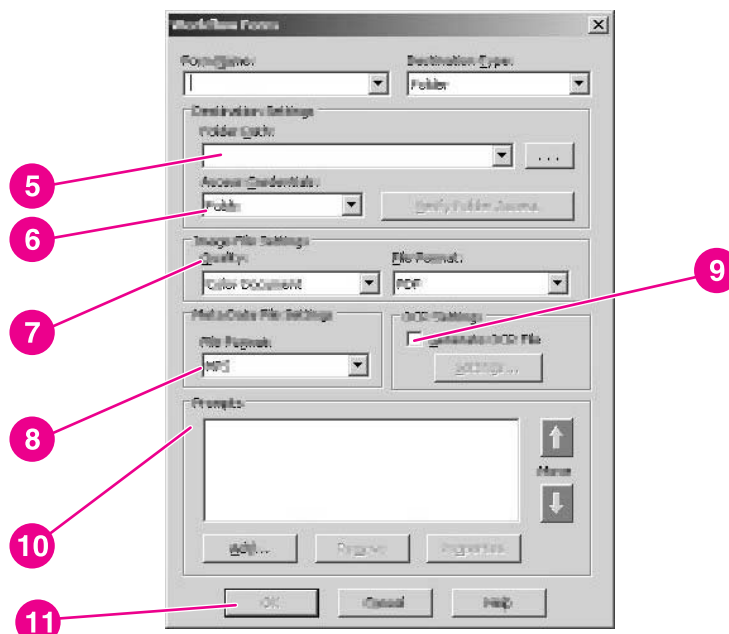 Workflow Form
Form Name: Destination Type:
Folder
Destination Settings
Folder Path:
...
5
Access Credentials:
Public
Verify Folder Access
6
Image File Settings
Quality: File Format:
7
Color Document PDF
9
MetaData File Settings OCR Settings
Generate OCR File
File Format:
Settings...
8
Prompts
Move
10
Add... Remove Properties
11
OK Cancel Help